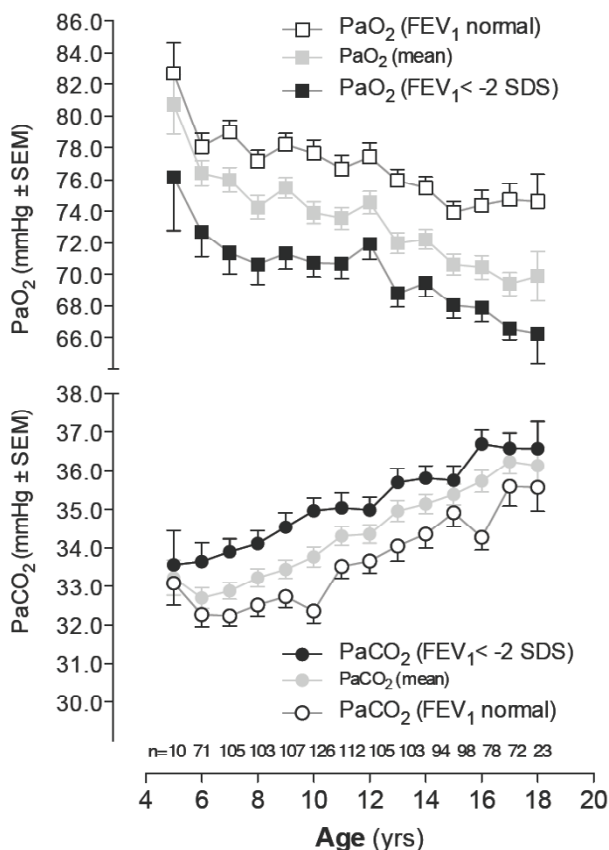 86.0
84.0
82.0
80.0
78.0
76.0
74.0
72.0
70.0
68.0
66.0
PaO2 (mmHg ± SEM)
PaO2 (FEV1 normal)
PaO2 (mean)
PaO2 (FEV1< -2 SDS)
38.0
37.0
36.0
35.0
34.0
33.0
32.0
31.0
30.0
PaCO2 (mmHg ± SEM)
PaCO2 (FEV1< -2 SDS)
PaCO2 (mean)
PaCO2 (FEV1 normal)
n=10 71 105 103 107 126 112 105 103 94 98 78 72 23
4 6 8 10 12 14 16 18 20
Age (yrs)